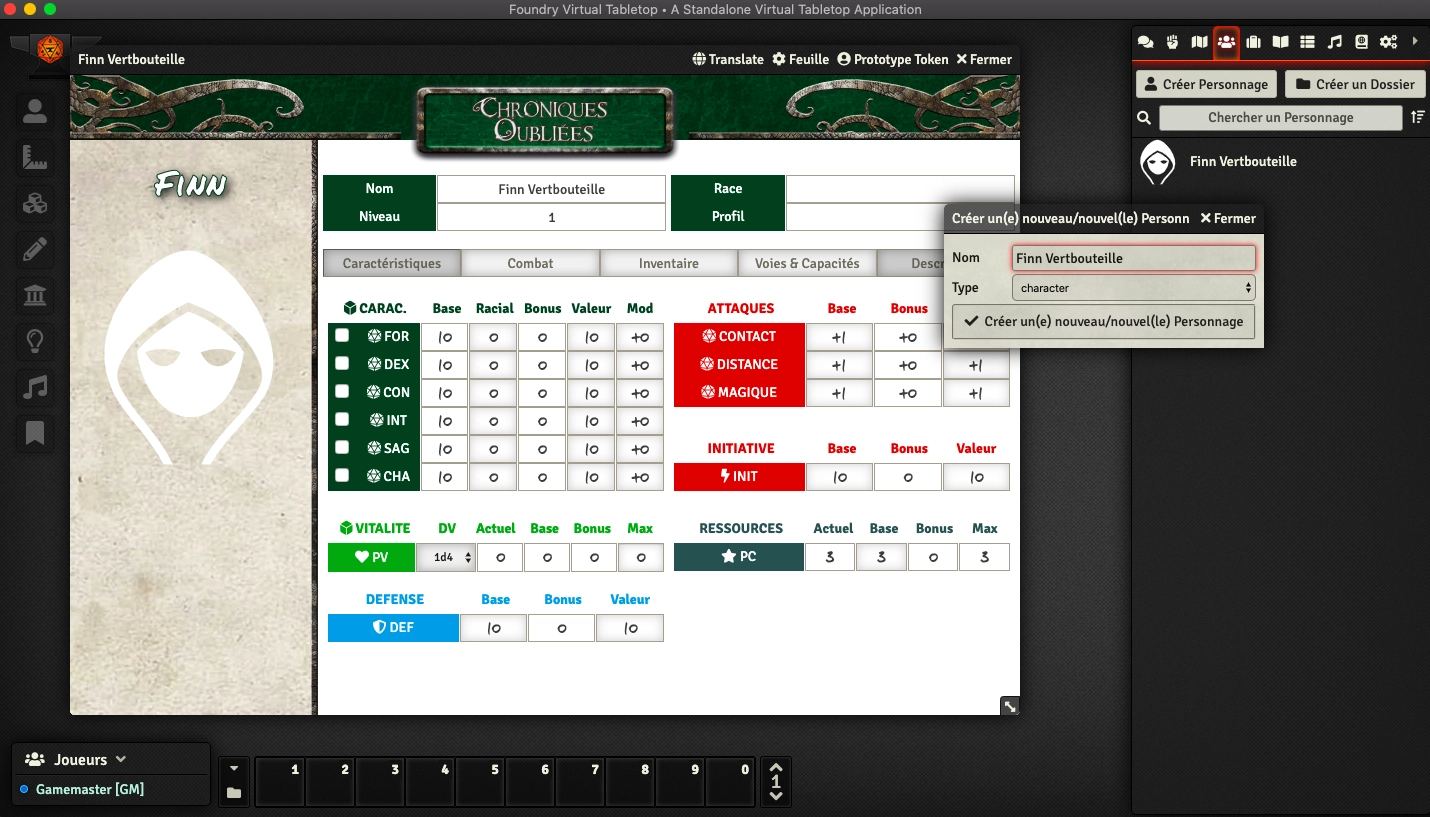 Foundry Virtual Tabletop • A Standalone Virtual Tabletop Application
Finn Vertbouteille Translate Feuille Prototype Token Fermer
CHRONIQUES
OUBLIÉES
Finn
Nom Finn Vertbouteille Race
Niveau 1 Profil
Caractéristiques Combat Inventaire Voies & Capacités Descr
CARAC. Base Racial Bonus Valeur Mod
FOR 10 0 0 10 +0
DEX 10 0 0 10 +0
CON 10 0 0 10 +0
INT 10 0 0 10 +0
SAG 10 0 0 10 +0
CHA 10 0 0 10 +0
ATTAQUES Base Bonus
CONTACT +1 +0
DISTANCE +1 +0 +1
MAGIQUE +1 +0 +1
INITIATIVE Base Bonus Valeur
INIT 10 0 10
VITALITE DV Actuel Base Bonus Max
PV 1d4 0 0 0 0
RESSOURCES Actuel Base Bonus Max
PC 3 3 0 3
DEFENSE Base Bonus Valeur
DEF 10 0 10
Créer un(e) nouveau/nouvel(le) Personn Fermer
Nom Finn Vertbouteille
Type character
Créer un(e) nouveau/nouvel(le) Personnage
Créer Personnage Créer un Dossier
Chercher un Personnage
Finn Vertbouteille
Joueurs
Gamemaster [GM]
1 2 3 4 5 6 7 8 9 0
1